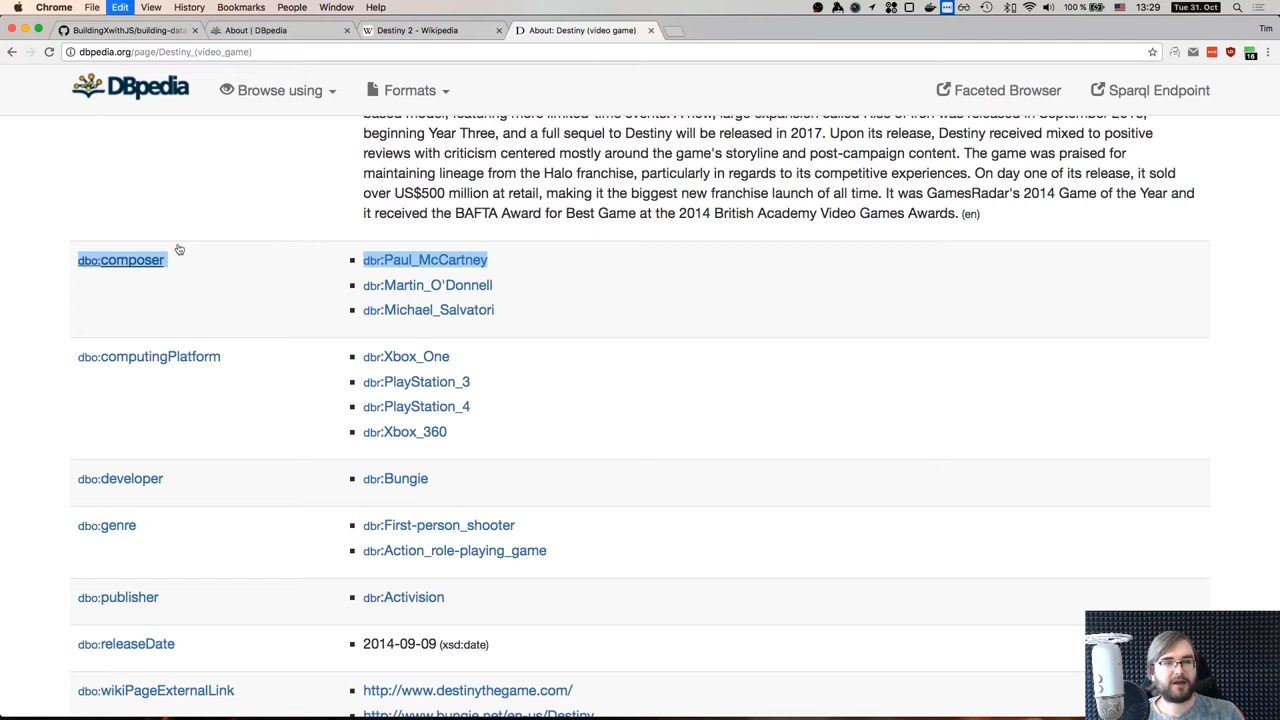 Chrome File Edit View History Bookmarks People Window Help 100 % 13:29 Tue 31. Oct
BuildingXwithJS/building-data About | DBpedia Destiny 2 - Wikipedia About: Destiny (video game) Tim
dbpedia.org/page/Destiny_(video_game) 16
DBpedia Browse using Formats Faceted Browser Sparql Endpoint
based model, featuring more limited-time events. A new, large expansion called Rise of Iron was released in September 2016,
beginning Year Three, and a full sequel to Destiny will be released in 2017. Upon its release, Destiny received mixed to positive
reviews with criticism centered mostly around the game's storyline and post-campaign content. The game was praised for
maintaining lineage from the Halo franchise, particularly in regards to its competitive experiences. On day one of its release, it sold
over US$500 million at retail, making it the biggest new franchise launch of all time. It was GamesRadar's 2014 Game of the Year and
it received the BAFTA Award for Best Game at the 2014 British Academy Video Games Awards. (en)
dbo:composer dbr:Paul_McCartney
dbr:Martin_O'Donnell
dbr:Michael_Salvatori
dbo:computingPlatform dbr:Xbox_One
dbr:PlayStation_3
dbr:PlayStation_4
dbr:Xbox_360
dbo:developer dbr:Bungie
dbo:genre dbr:First-person_shooter
dbr:Action_role-playing_game
dbo:publisher dbr:Activision
dbo:releaseDate 2014-09-09 (xsd:date)
dbo:wikiPageExternalLink http://www.destinythegame.com/
http://www.bungie.net/en-us/Destiny